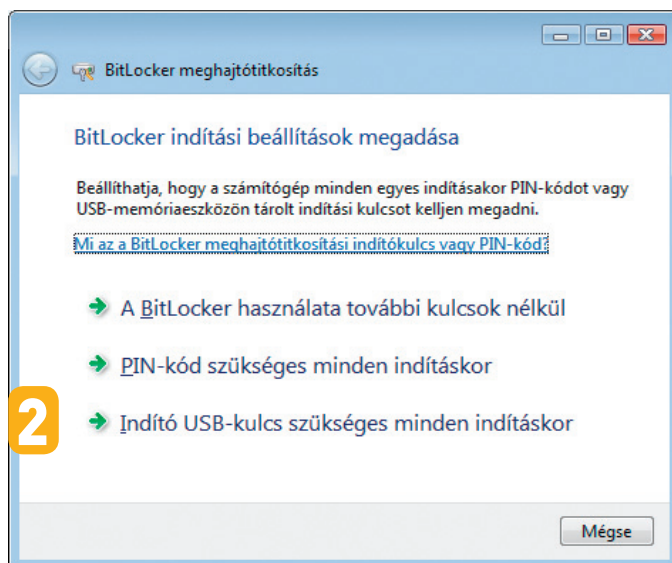 BitLocker meghajtótitkosítás
BitLocker indítási beállítások megadása
Beállíthatja, hogy a számítógép minden egyes indításakor PIN-kódot vagy
USB-memóriaeszközön tárolt indítási kulcsot kelljen megadni.
Mi az a BitLocker meghajtótitkosítási indítókulcs vagy PIN-kód?
A BitLocker használata további kulcsok nélkül
PIN-kód szükséges minden indításkor
2
Indító USB-kulcs szükséges minden indításkor
Mégse